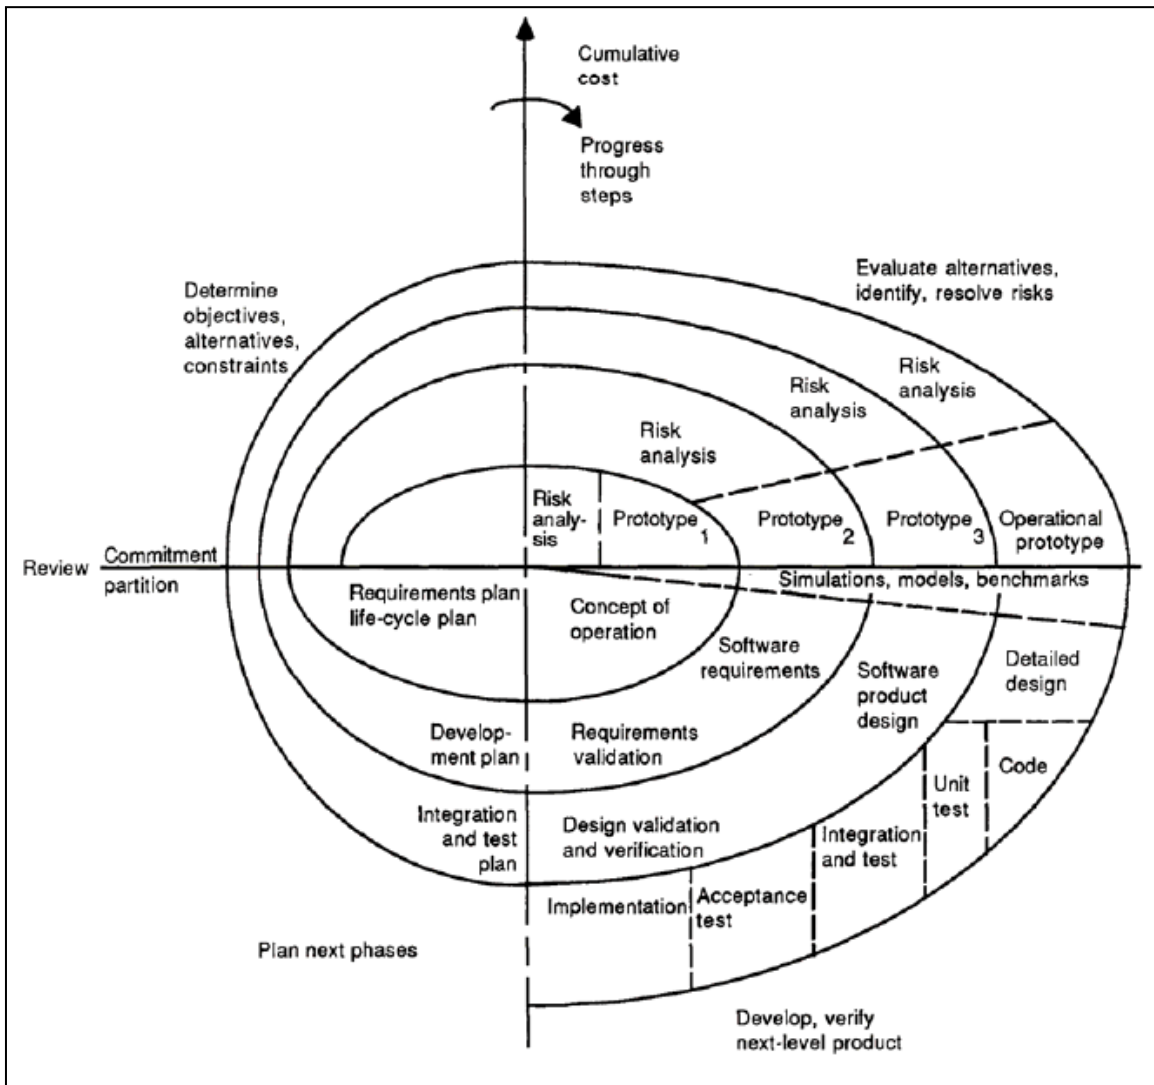 Cumulative
cost
Progress
through
steps
Evaluate alternatives,
identify, resolve risks
Determine
objectives,
alternatives,
constraints
Risk
analysis
Risk
analysis
Risk
analysis
Risk
analy-
sis
Prototype
1
Prototype
2
Prototype
3
Operational
prototype
Review
Commitment
partition
Simulations, models, benchmarks
Requirements plan
life-cycle plan
Concept of
operation
Software
requirements
Software
product
design
Detailed
design
Develop-
ment plan
Requirements
validation
Code
Unit
test
Integration
and test
plan
Design validation
and verification
Integration
and test
Acceptance
test
Implementation
Plan next phases
Develop, verify
next-level product